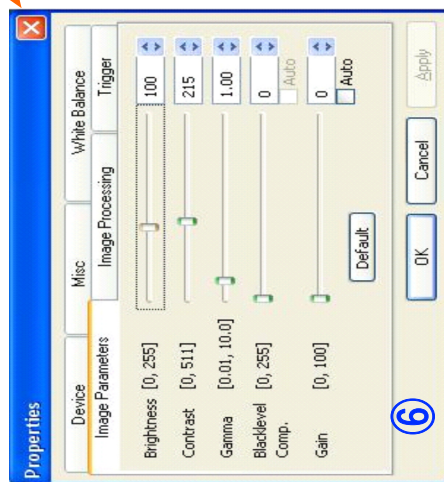 Properties
Device
Misc
White Balance
Image Parameters
Image Processing
Trigger
Brightness [0, 255] 100
Contrast [0, 511] 215
Gamma [0.01, 10.0] 1.00
Blacklevel [0, 255] 0
Comp. Auto
Gain [0, 100] 0
Auto
Default
OK Cancel Apply
⑥